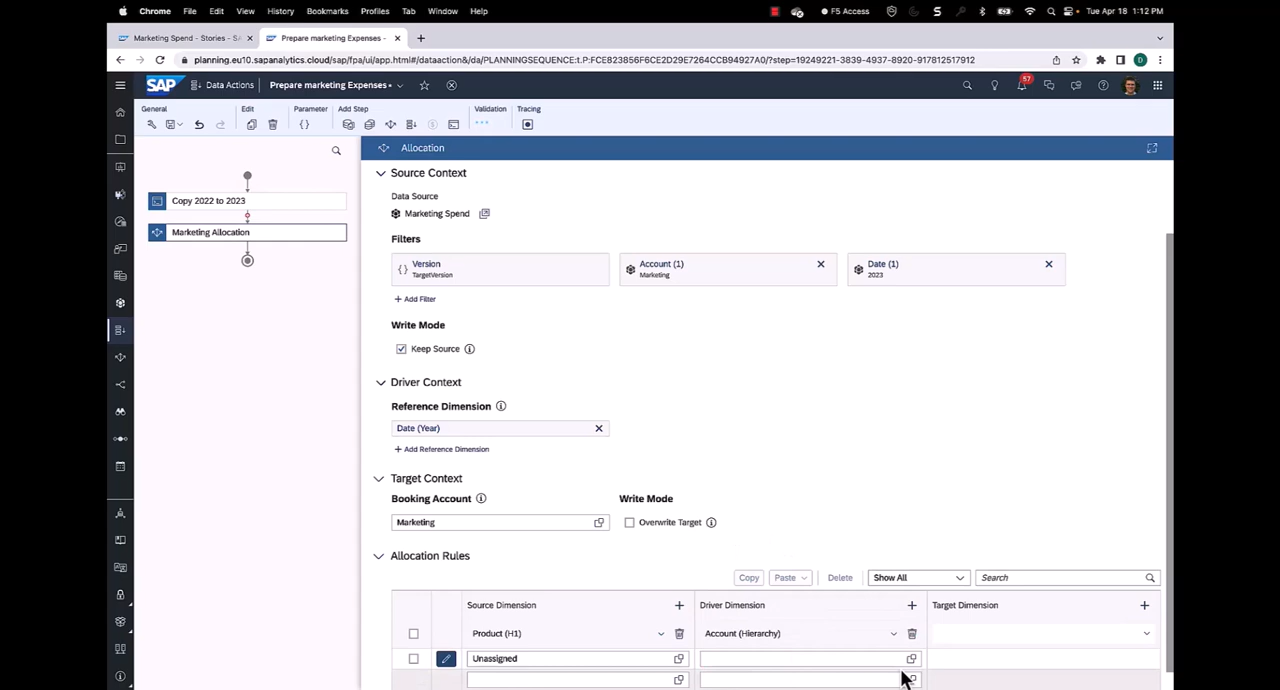 Chrome File Edit View History Bookmarks Profiles Tab Window Help F5 Access Tue Apr 18 1:12 PM
Marketing Spend - Stories - SA Prepare marketing Expenses -
planning.eu10.sapanalytics.cloud/sap/fpa/ui/app.html#/dataaction&/da/PLANNINGSEQUENCE:t.P:FCE823856F6C2E2D29E7264CCB94927A0/?step=19249221-3839-4937-8920-917812517912 D
SAP Data Actions Prepare marketing Expenses • 57
General Edit Parameter Add Step Validation Tracing
Allocation
Source Context
Copy 2022 to 2023
Marketing Allocation
Data Source
Marketing Spend
Filters
Version Account (1) Date (1)
TargetVersion Marketing 2023
+ Add Filter
Write Mode
Keep Source
Driver Context
Reference Dimension
Date (Year)
+ Add Reference Dimension
Target Context
Booking Account Write Mode
Marketing Overwrite Target
Allocation Rules
Copy Paste Delete Show All Search
Source Dimension + Driver Dimension + Target Dimension +
Product (H1) Account (Hierarchy)
Unassigned